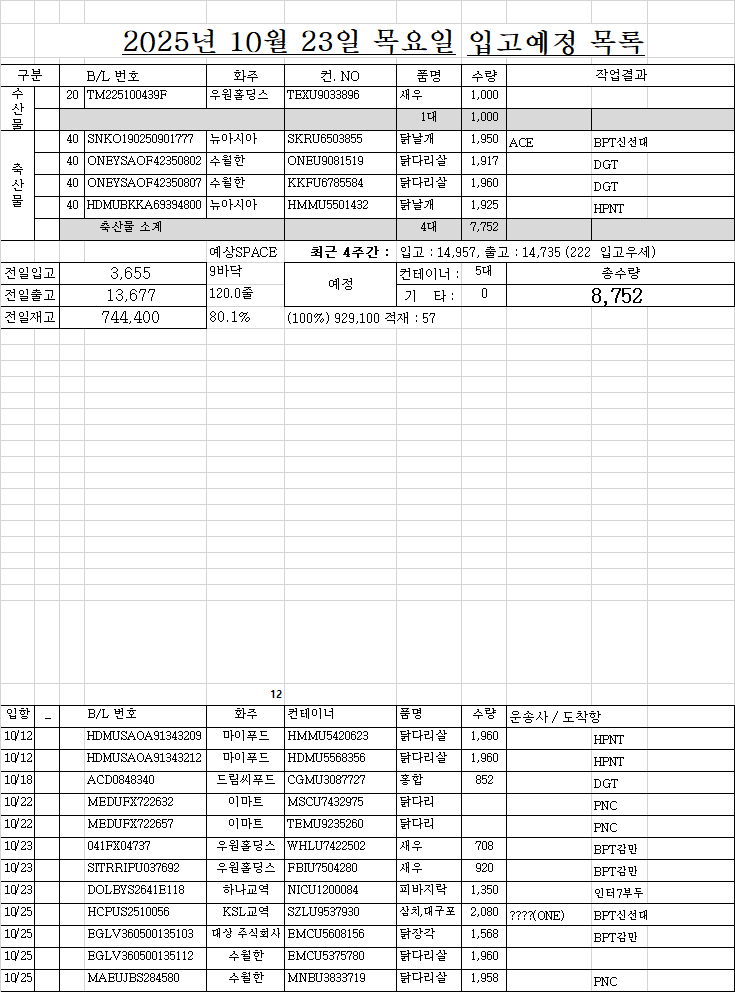 2025년 10월 23일 목요일 입고예정 목록
구분 B/L 번호 화주 컨. NO 품명 수량 작업결과
수산물 20 TM225100439F 우원홀딩스 TEXU9033896 새우 1,000
1대 1,000
축산물 40 SNKO190250901777 뉴아시아 SKRU6503855 닭날개 1,950 ACE BPT신선대
40 ONEYSAOF42350802 수월한 ONEU9081519 닭다리살 1,917 DGT
40 ONEYSAOF42350807 수월한 KKFU6785584 닭다리살 1,960 DGT
40 HDMUBKKA69394800 뉴아시아 HMMU5501432 닭날개 1,925 HPNT
축산물 소계 4대 7,752
예상SPACE 최근 4주간 : 입고 : 14,957, 출고 : 14,735 (222 입고우세)
전일입고 3,655 9바닥 예정 컨테이너 : 5대 총수량
전일출고 13,677 120.0줄 기 타 : 0 8,752
전일재고 744,400 80.1% (100%) 929,100 적재 : 57
12
입항 _ B/L 번호 화주 컨테이너 품명 수량 운송사 / 도착항
10/12 HDMUSAOA91343209 마이푸드 HMMU5420623 닭다리살 1,960 HPNT
10/12 HDMUSAOA91343212 마이푸드 HDMU5568356 닭다리살 1,960 HPNT
10/18 ACD0848340 드림씨푸드 CGMU3087727 홍합 852 DGT
10/22 MEDUFX722632 이마트 MSCU7432975 닭다리 PNC
10/22 MEDUFX722657 이마트 TEMU9235260 닭다리 PNC
10/23 041FX04737 우원홀딩스 WHLU7422502 새우 708 BPT감만
10/23 SITRRIPU037692 우원홀딩스 FBIU7504280 새우 920 BPT감만
10/23 DOLBYS2641E118 하나교역 NICU1200084 피바지락 1,350 인터7부두
10/25 HCPUS2510056 KSL교역 SZLU9537930 삼치,대구포 2,080 ????(ONE) BPT신선대
10/25 EGLV360500135103 대상 주식회사 EMCU5608156 닭장각 1,568 BPT감만
10/25 EGLV360500135112 수월한 EMCU5375780 닭다리살 1,960
10/25 MAEUJBS284580 수월한 MNBU3833719 닭다리살 1,958 PNC